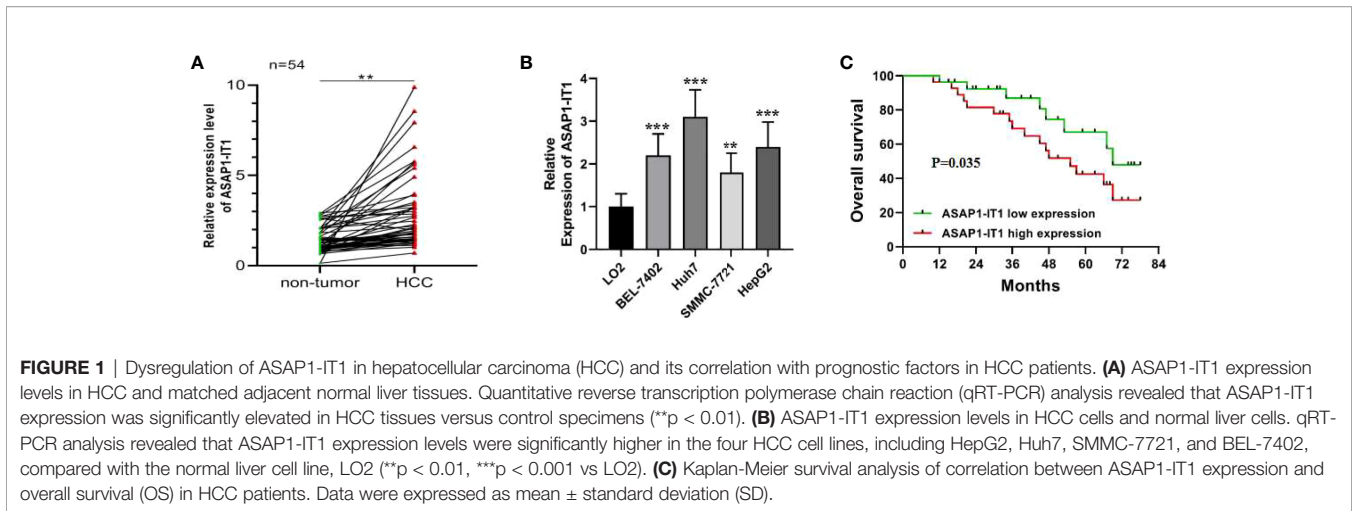 A
n=54
**
Relative expression level
of ASAP1-IT1
10
5
0
non-tumor HCC
B
Relative
Expression of ASAP1-IT1
4
3
2
1
0
***
***
**
***
LO2
BEL-7402
Huh7
SMMC-7721
HepG2
C
Overall survival
100
80
60
40
20
0
P=0.035
ASAP1-IT1 low expression
ASAP1-IT1 high expression
0 12 24 36 48 60 72 84
Months
FIGURE 1 | Dysregulation of ASAP1-IT1 in hepatocellular carcinoma (HCC) and its correlation with prognostic factors in HCC patients. (A) ASAP1-IT1 expression
levels in HCC and matched adjacent normal liver tissues. Quantitative reverse transcription polymerase chain reaction (qRT-PCR) analysis revealed that ASAP1-IT1
expression was significantly elevated in HCC tissues versus control specimens (**p < 0.01). (B) ASAP1-IT1 expression levels in HCC cells and normal liver cells. qRT-
PCR analysis revealed that ASAP1-IT1 expression levels were significantly higher in the four HCC cell lines, including HepG2, Huh7, SMMC-7721, and BEL-7402,
compared with the normal liver cell line, LO2 (**p < 0.01, ***p < 0.001 vs LO2). (C) Kaplan-Meier survival analysis of correlation between ASAP1-IT1 expression and
overall survival (OS) in HCC patients. Data were expressed as mean ± standard deviation (SD).